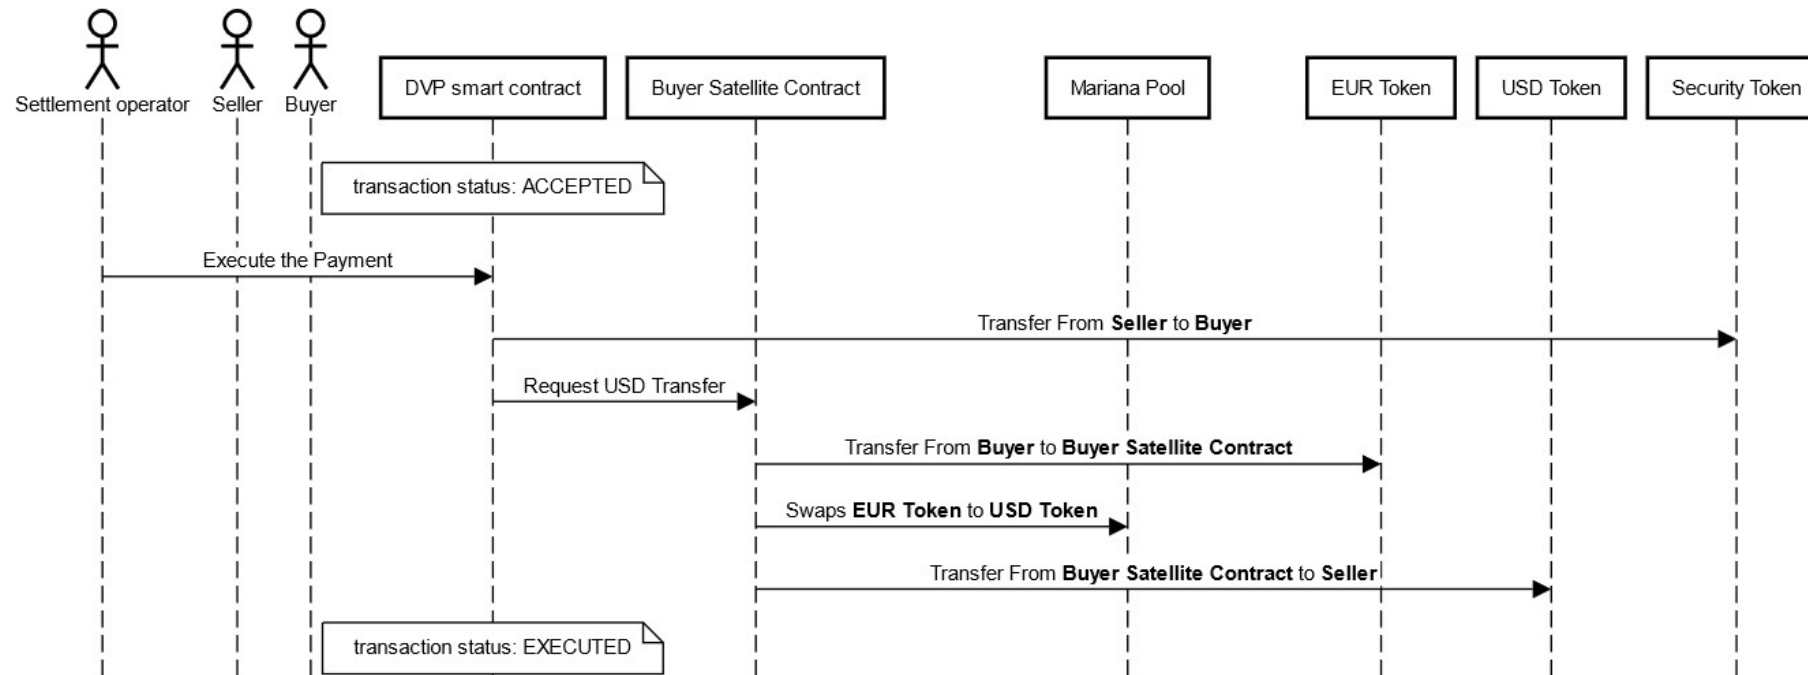 Settlement operator
Seller
Buyer
DVP smart contract
Buyer Satellite Contract
Mariana Pool
EUR Token
USD Token
Security Token
transaction status: ACCEPTED
Execute the Payment
Transfer From Seller to Buyer
Request USD Transfer
Transfer From Buyer to Buyer Satellite Contract
Swaps EUR Token to USD Token
Transfer From Buyer Satellite Contract to Seller
transaction status: EXECUTED